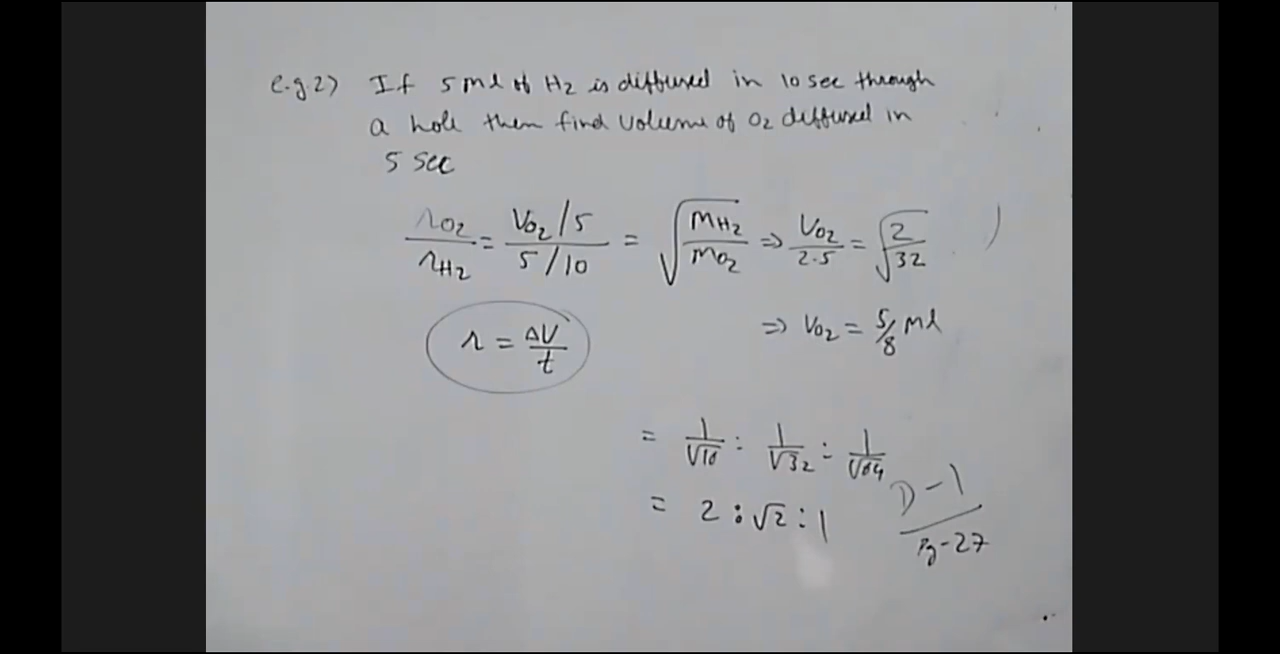 e.g 2) If 5 ml of H2 is diffused in 10 sec through
a hole then find volume of O2 diffused in
5 sec
rO2/rH2 = (VO2/5)/(5/10) = √(MH2/MO2) ⇒ VO2/2.5 = √(2/32)
r = ΔV/t
⇒ VO2 = 5/8 ml
= 1/√16 : 1/√32 : 1/√64
= 2 : √2 : 1
D-1/Pg-27